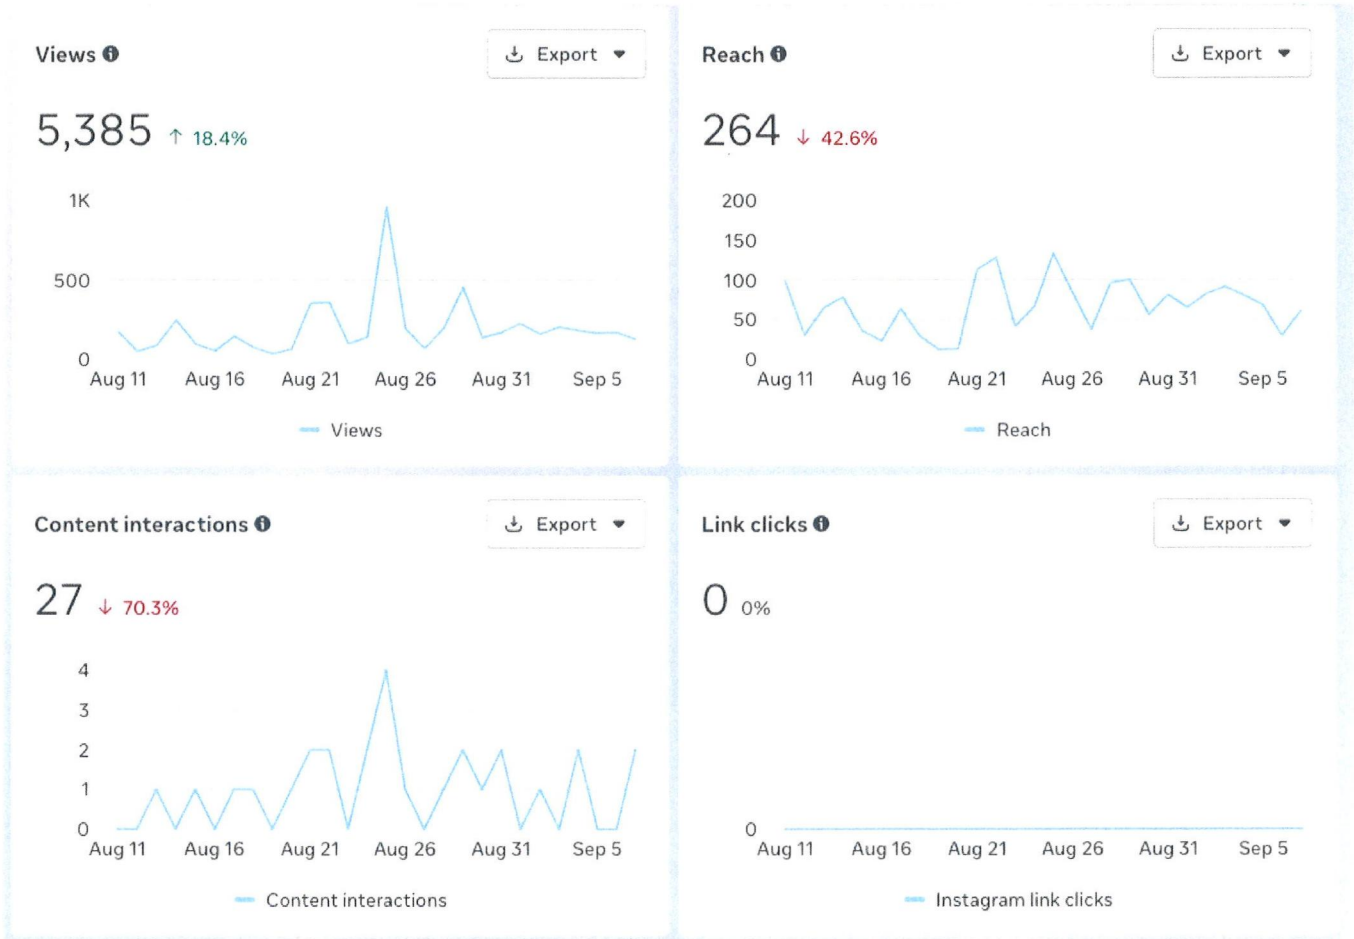 Views
Export
5,385 ↑ 18.4%
1K
500
0
Aug 11 Aug 16 Aug 21 Aug 26 Aug 31 Sep 5
Views
Reach
Export
264 ↓ 42.6%
200
150
100
50
0
Aug 11 Aug 16 Aug 21 Aug 26 Aug 31 Sep 5
Reach
Content interactions
Export
27 ↓ 70.3%
4
3
2
1
0
Aug 11 Aug 16 Aug 21 Aug 26 Aug 31 Sep 5
Content interactions
Link clicks
Export
0 0%
0
Aug 11 Aug 16 Aug 21 Aug 26 Aug 31 Sep 5
Instagram link clicks